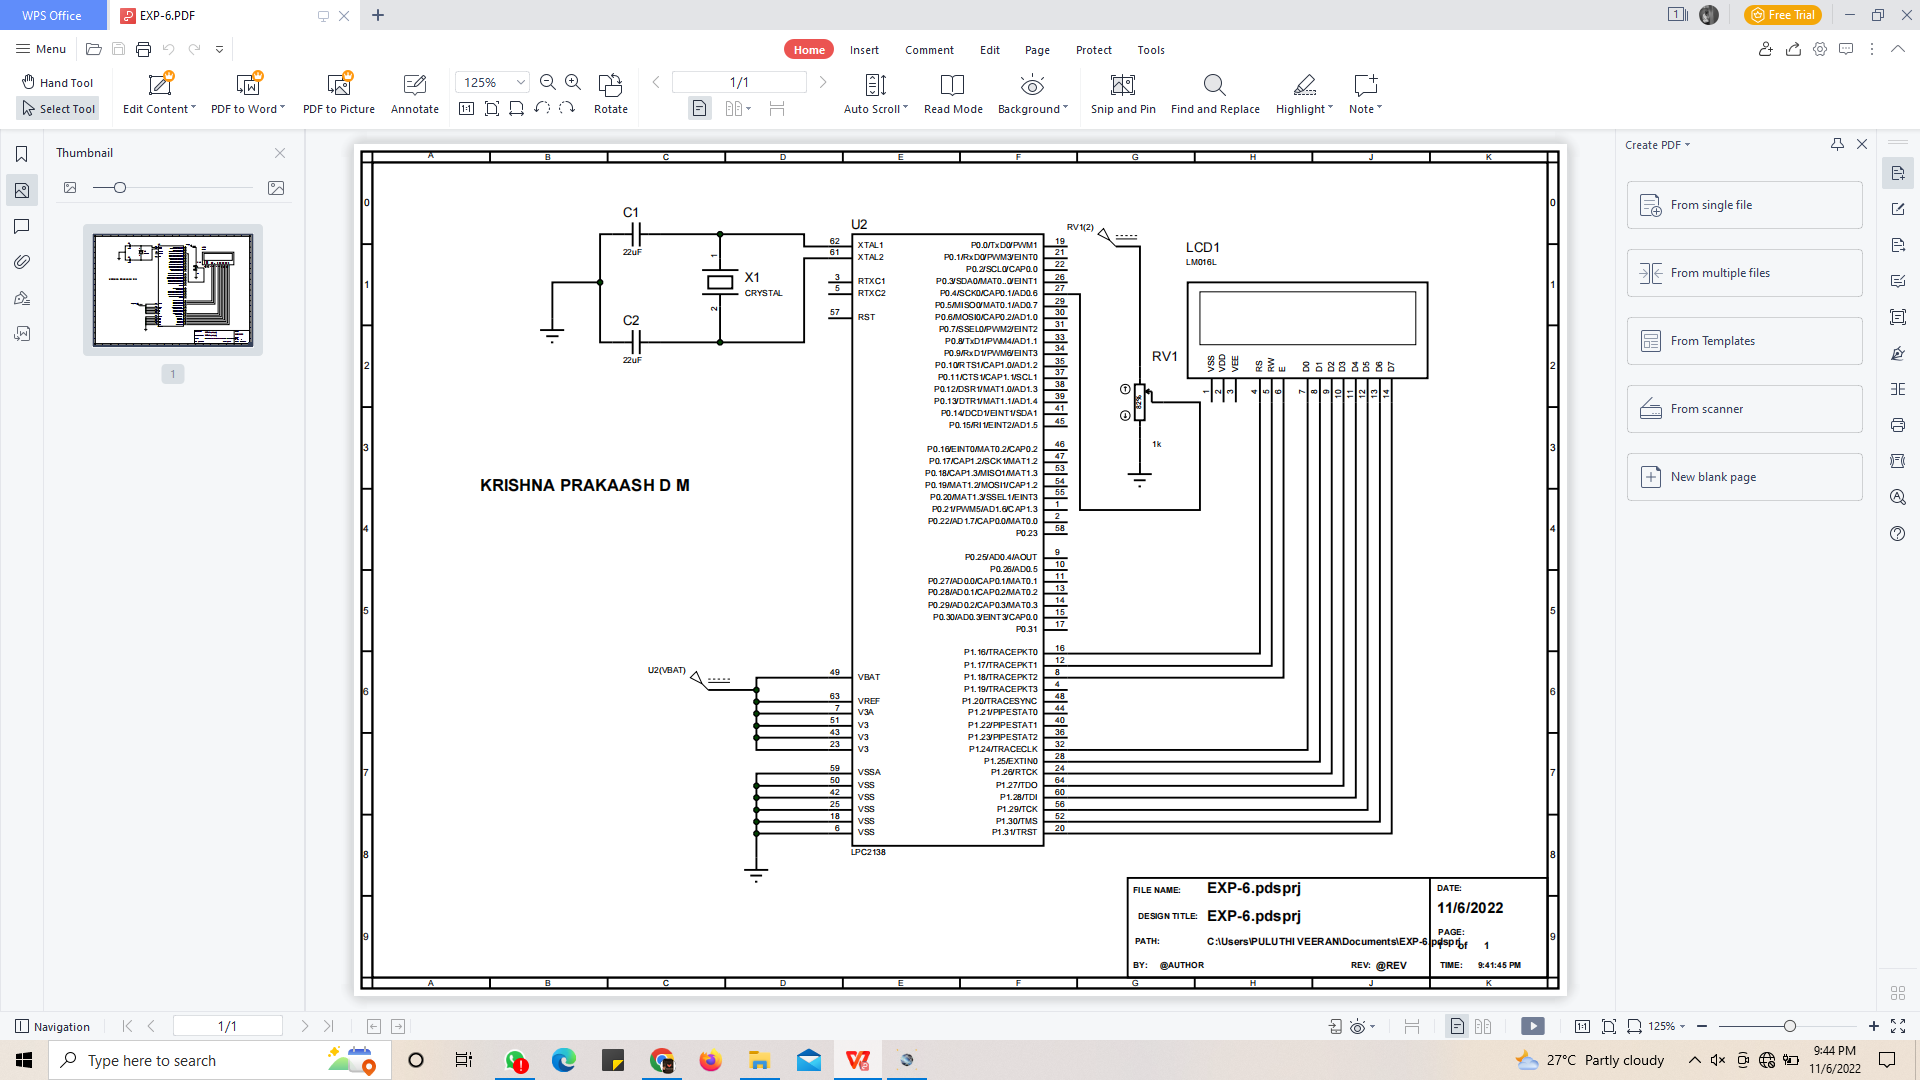 WPS Office
EXP-6.PDF
1
Free Trial
Menu
Home
Insert
Comment
Edit
Page
Protect
Tools
Hand Tool
Select Tool
Edit Content
PDF to Word
PDF to Picture
Annotate
125%
Rotate
1/1
Auto Scroll
Read Mode
Background
Snip and Pin
Find and Replace
Highlight
Note
Thumbnail
1
Create PDF
From single file
From multiple files
From Templates
From scanner
New blank page
A B C D E F G H J K
0 1 2 3 4 5 6 7 8 9
C1
22uF
C2
22uF
X1
CRYSTAL
1
2
KRISHNA PRAKAASH D M
U2
62 XTAL1
61 XTAL2
3 RTXC1
5 RTXC2
57 RST
U2(VBAT)
49 VBAT
63 VREF
7 V3A
51 V3
43 V3
23 V3
59 VSSA
50 VSS
42 VSS
25 VSS
18 VSS
6 VSS
LPC2138
P0.0/TxD0/PWM1 19
P0.1/RxD0/PWM3/EINT0 21
P0.2/SCL0/CAP0.0 22
P0.3/SDA0/MAT0..0/EINT1 26
P0.4/SCK0/CAP0.1/AD0.6 27
P0.5/MISO0/MAT0.1/AD0.7 29
P0.6/MOSI0/CAP0.2/AD1.0 30
P0.7/SSEL0/PWM2/EINT2 31
P0.8/TxD1/PWM4/AD1.1 33
P0.9/RxD1/PWM6/EINT3 34
P0.10/RTS1/CAP1.0/AD1.2 35
P0.11/CTS1/CAP1.1/SCL1 37
P0.12/DSR1/MAT1.0/AD1.3 38
P0.13/DTR1/MAT1.1/AD1.4 39
P0.14/DCD1/EINT1/SDA1 41
P0.15/RI1/EINT2/AD1.5 45
P0.16/EINT0/MAT0.2/CAP0.2 46
P0.17/CAP1.2/SCK1/MAT1.2 47
P0.18/CAP1.3/MISO1/MAT1.3 53
P0.19/MAT1.2/MOSI1/CAP1.2 54
P0.20/MAT1.3/SSEL1/EINT3 55
P0.21/PWM5/AD1.6/CAP1.3 1
P0.22/AD1.7/CAP0.0/MAT0.0 2
P0.23 58
P0.25/AD0.4/AOUT 9
P0.26/AD0.5 10
P0.27/AD0.0/CAP0.1/MAT0.1 11
P0.28/AD0.1/CAP0.2/MAT0.2 13
P0.29/AD0.2/CAP0.3/MAT0.3 14
P0.30/AD0.3/EINT3/CAP0.0 15
P0.31 17
P1.16/TRACEPKT0 16
P1.17/TRACEPKT1 12
P1.18/TRACEPKT2 8
P1.19/TRACEPKT3 4
P1.20/TRACESYNC 48
P1.21/PIPESTAT0 44
P1.22/PIPESTAT1 40
P1.23/PIPESTAT2 36
P1.24/TRACECLK 32
P1.25/EXTIN0 28
P1.26/RTCK 24
P1.27/TDO 64
P1.28/TDI 60
P1.29/TCK 56
P1.30/TMS 52
P1.31/TRST 20
RV1(2)
RV1
82%
1k
LCD1
LM016L
VSS VDD VEE RS RW E D0 D1 D2 D3 D4 D5 D6 D7
1 2 3 4 5 6 7 8 9 10 11 12 13 14
FILE NAME: EXP-6.pdsprj
DESIGN TITLE: EXP-6.pdsprj
PATH: C:\Users\PULUTHI VEERAN\Documents\EXP-6.pdsprj
BY: @AUTHOR REV: @REV
DATE:
11/6/2022
PAGE:
of 1
TIME: 9:41:45 PM
A B C D E F G H J K
0 1 2 3 4 5 6 7 8 9
Navigation
1/1
125%
Type here to search
27°C Partly cloudy
9:44 PM
11/6/2022